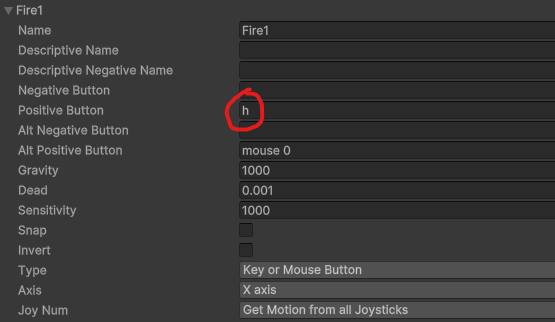 Fire1
Name Fire1
Descriptive Name
Descriptive Negative Name
Negative Button
Positive Button h
Alt Negative Button
Alt Positive Button mouse 0
Gravity 1000
Dead 0.001
Sensitivity 1000
Snap
Invert
Type Key or Mouse Button
Axis X axis
Joy Num Get Motion from all Joysticks